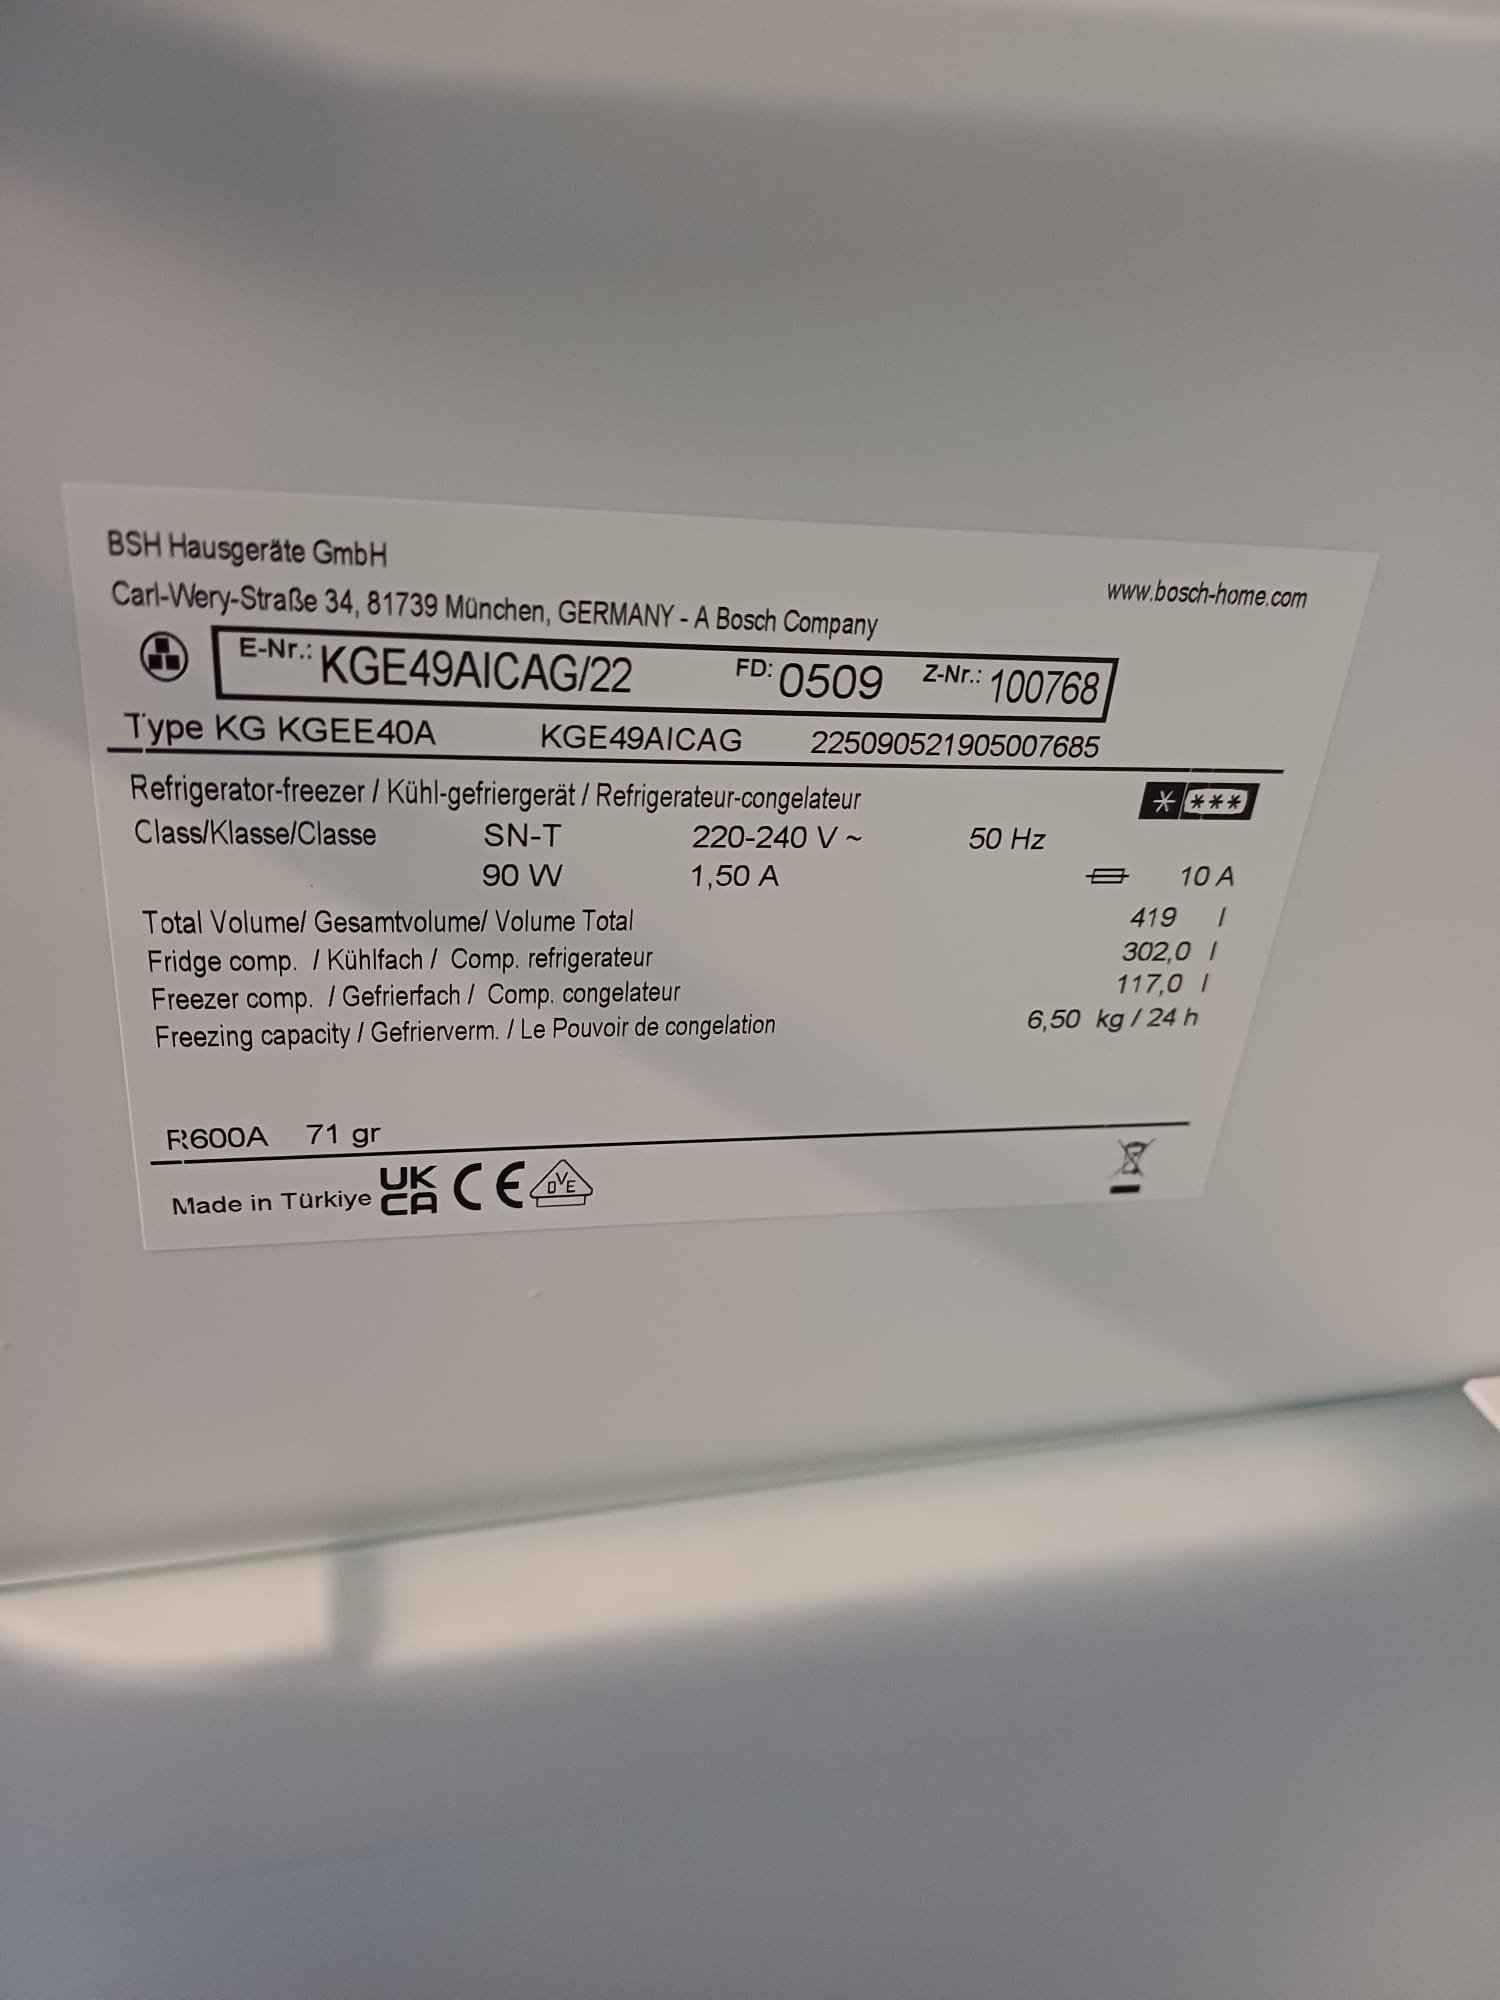 BSH Hausgeräte GmbH
Carl-Wery-Straße 34, 81739 München, GERMANY - A Bosch Company
www.bosch-home.com
E-Nr.: KGE49AICAG/22 FD: 0509 Z-Nr.: 100768
Type KG KGEE40A KGE49AICAG 225090521905007685
Refrigerator-freezer / Kühl-gefriergerät / Refrigerateur-congelateur * ***
Class/Klasse/Classe SN-T 220-240 V ~ 50 Hz
90 W 1,50 A 10 A
Total Volume/ Gesamtvolume/ Volume Total 419 l
Fridge comp. / Kühlfach / Comp. refrigerateur 302,0 l
Freezer comp. / Gefrierfach / Comp. congelateur 117,0 l
Freezing capacity / Gefrierverm. / Le Pouvoir de congelation 6,50 kg / 24 h
R600A 71 gr
Made in Türkiye UK CA CE DVE